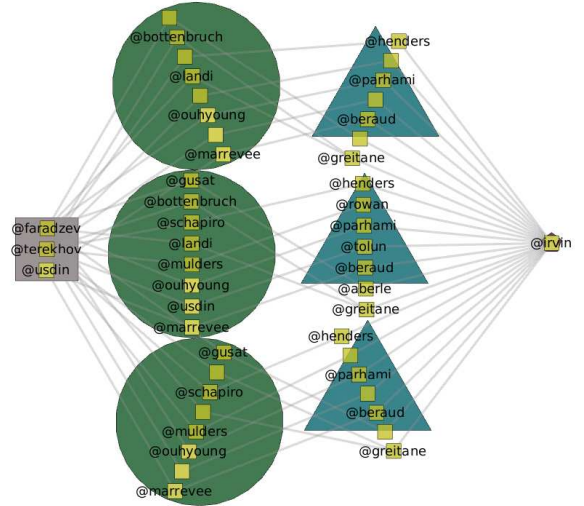 @bottenbruch
@landi
@ouhyoung
@marrevee
@henders
@parhami
@beraud
@greitane
@faradzev
@terekhov
@usdin
@gusat
@bottenbruch
@schapiro
@landi
@mulders
@ouhyoung
@usdin
@marrevee
@henders
@rowan
@parhami
@tolun
@beraud
@aberle
@greitane
@irvin
@gusat
@schapiro
@mulders
@ouhyoung
@marrevee
@henders
@parhami
@beraud
@greitane